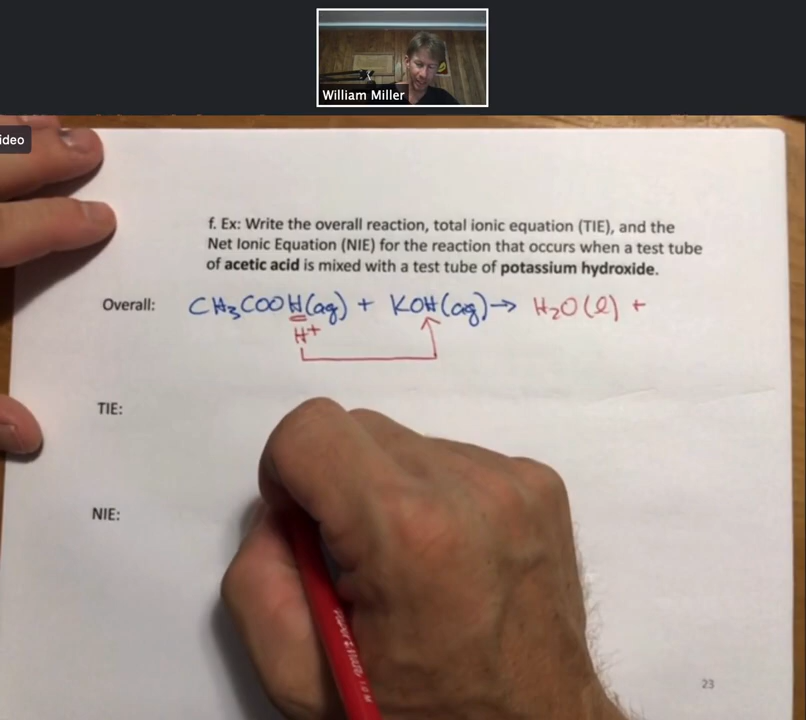 William Miller
ideo
f. Ex: Write the overall reaction, total ionic equation (TIE), and the
Net Ionic Equation (NIE) for the reaction that occurs when a test tube
of acetic acid is mixed with a test tube of potassium hydroxide.
Overall: CH₃COOH(aq) + KOH(aq) → H₂O(l) +
H⁺
TIE:
NIE:
23